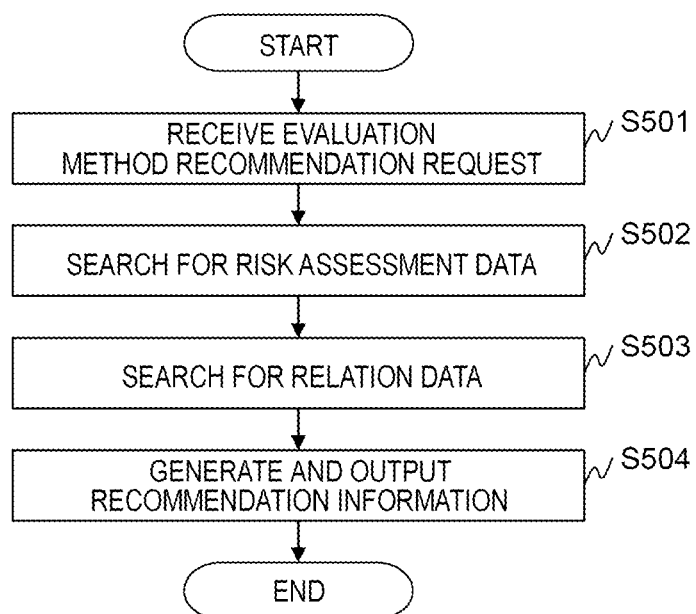 START
RECEIVE EVALUATION
METHOD RECOMMENDATION REQUEST
S501
SEARCH FOR RISK ASSESSMENT DATA
S502
SEARCH FOR RELATION DATA
S503
GENERATE AND OUTPUT
RECOMMENDATION INFORMATION
S504
END